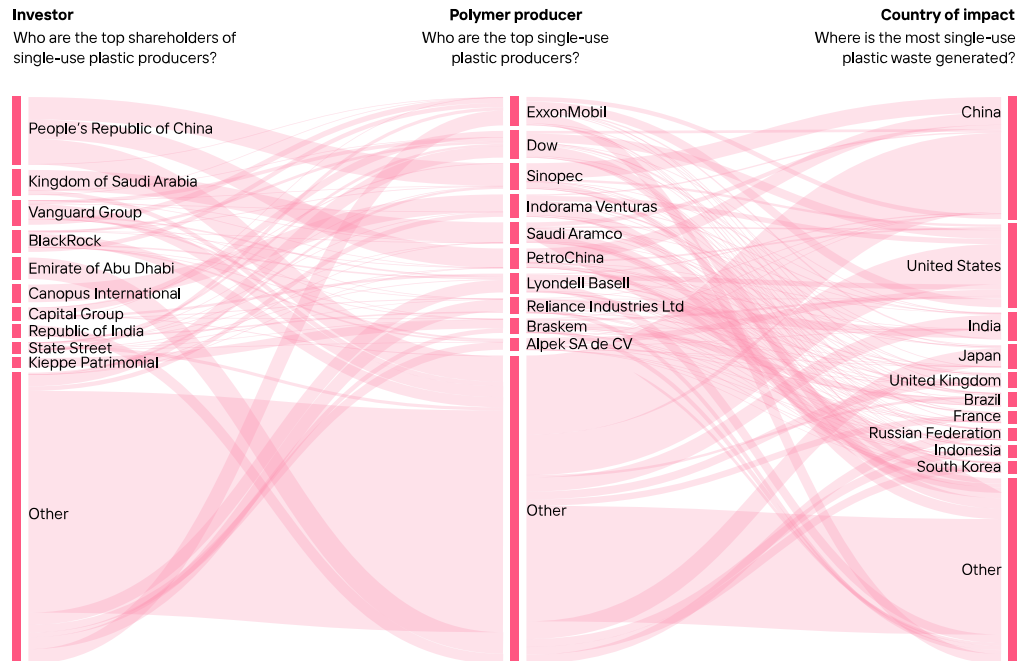 Investor
Who are the top shareholders of
single-use plastic producers?
Polymer producer
Who are the top single-use
plastic producers?
Country of impact
Where is the most single-use
plastic waste generated?
People's Republic of China
Kingdom of Saudi Arabia
Vanguard Group
BlackRock
Emirate of Abu Dhabi
Canopus International
Capital Group
Republic of India
State Street
Kieppe Patrimonial
Other
ExxonMobil
Dow
Sinopec
Indorama Venturas
Saudi Aramco
PetroChina
Lyondell Basell
Reliance Industries Ltd
Braskem
Alpek SA de CV
Other
China
United States
India
Japan
United Kingdom
Brazil
France
Russian Federation
Indonesia
South Korea
Other